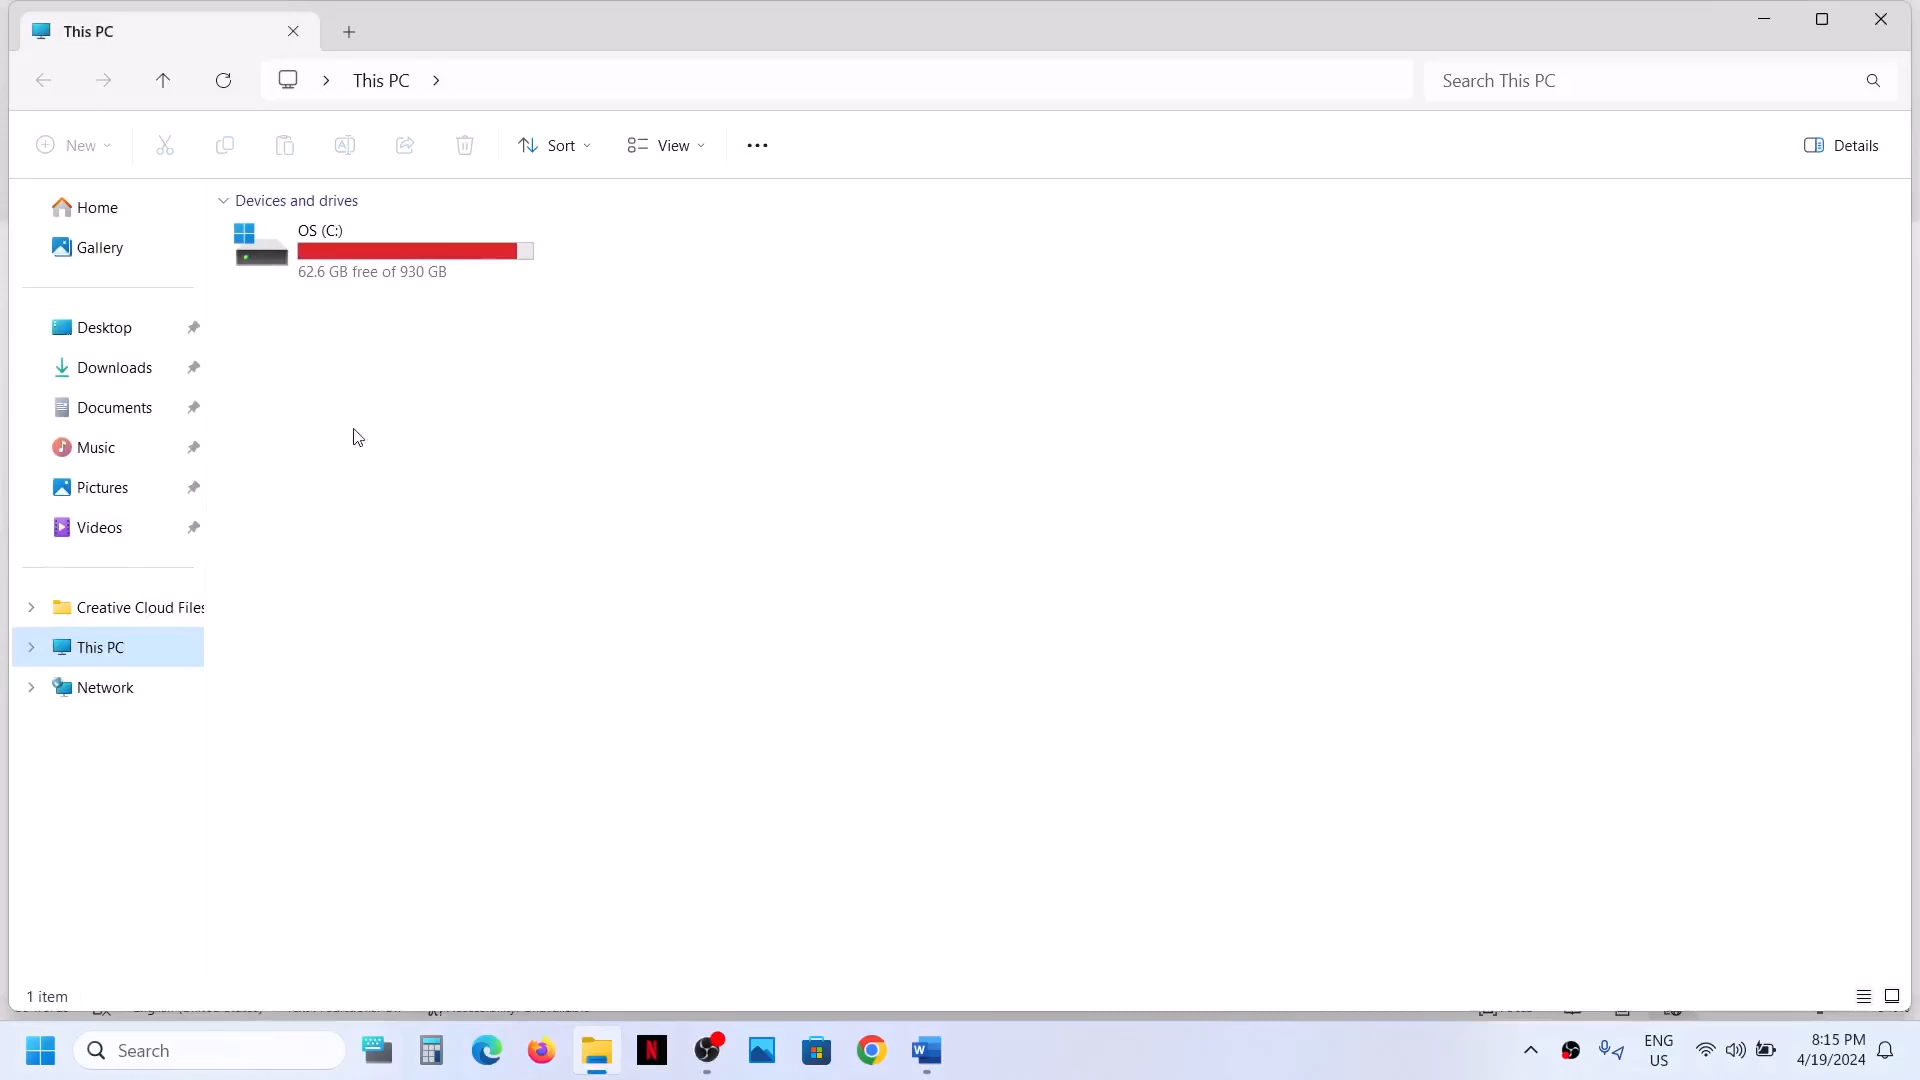 This PC
This PC
Search This PC
New
Sort
View
Details
Home
Gallery
Desktop
Downloads
Documents
Music
Pictures
Videos
Creative Cloud Files
This PC
Network
Devices and drives
OS (C:)
62.6 GB free of 930 GB
1 item
Search
ENG
US
8:15 PM
4/19/2024